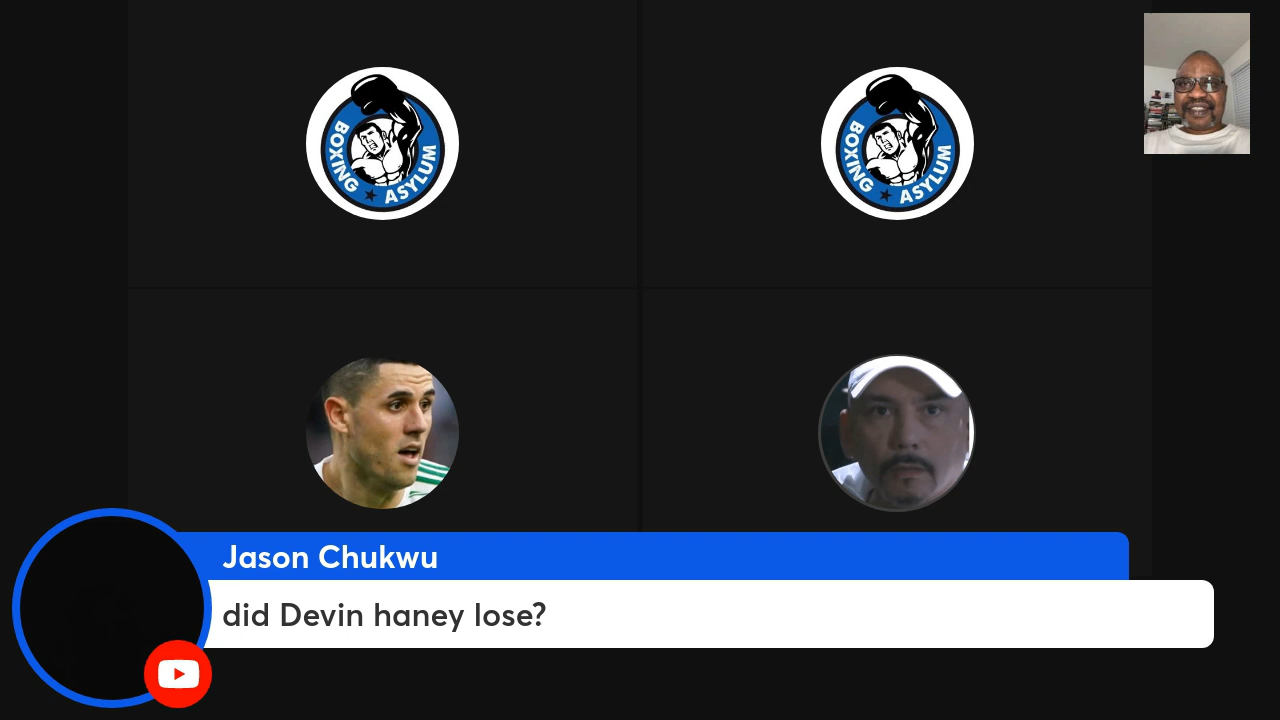 BOXING ★ ASYLUM
BOXING ★ ASYLUM
Jason Chukwu
did Devin haney lose?